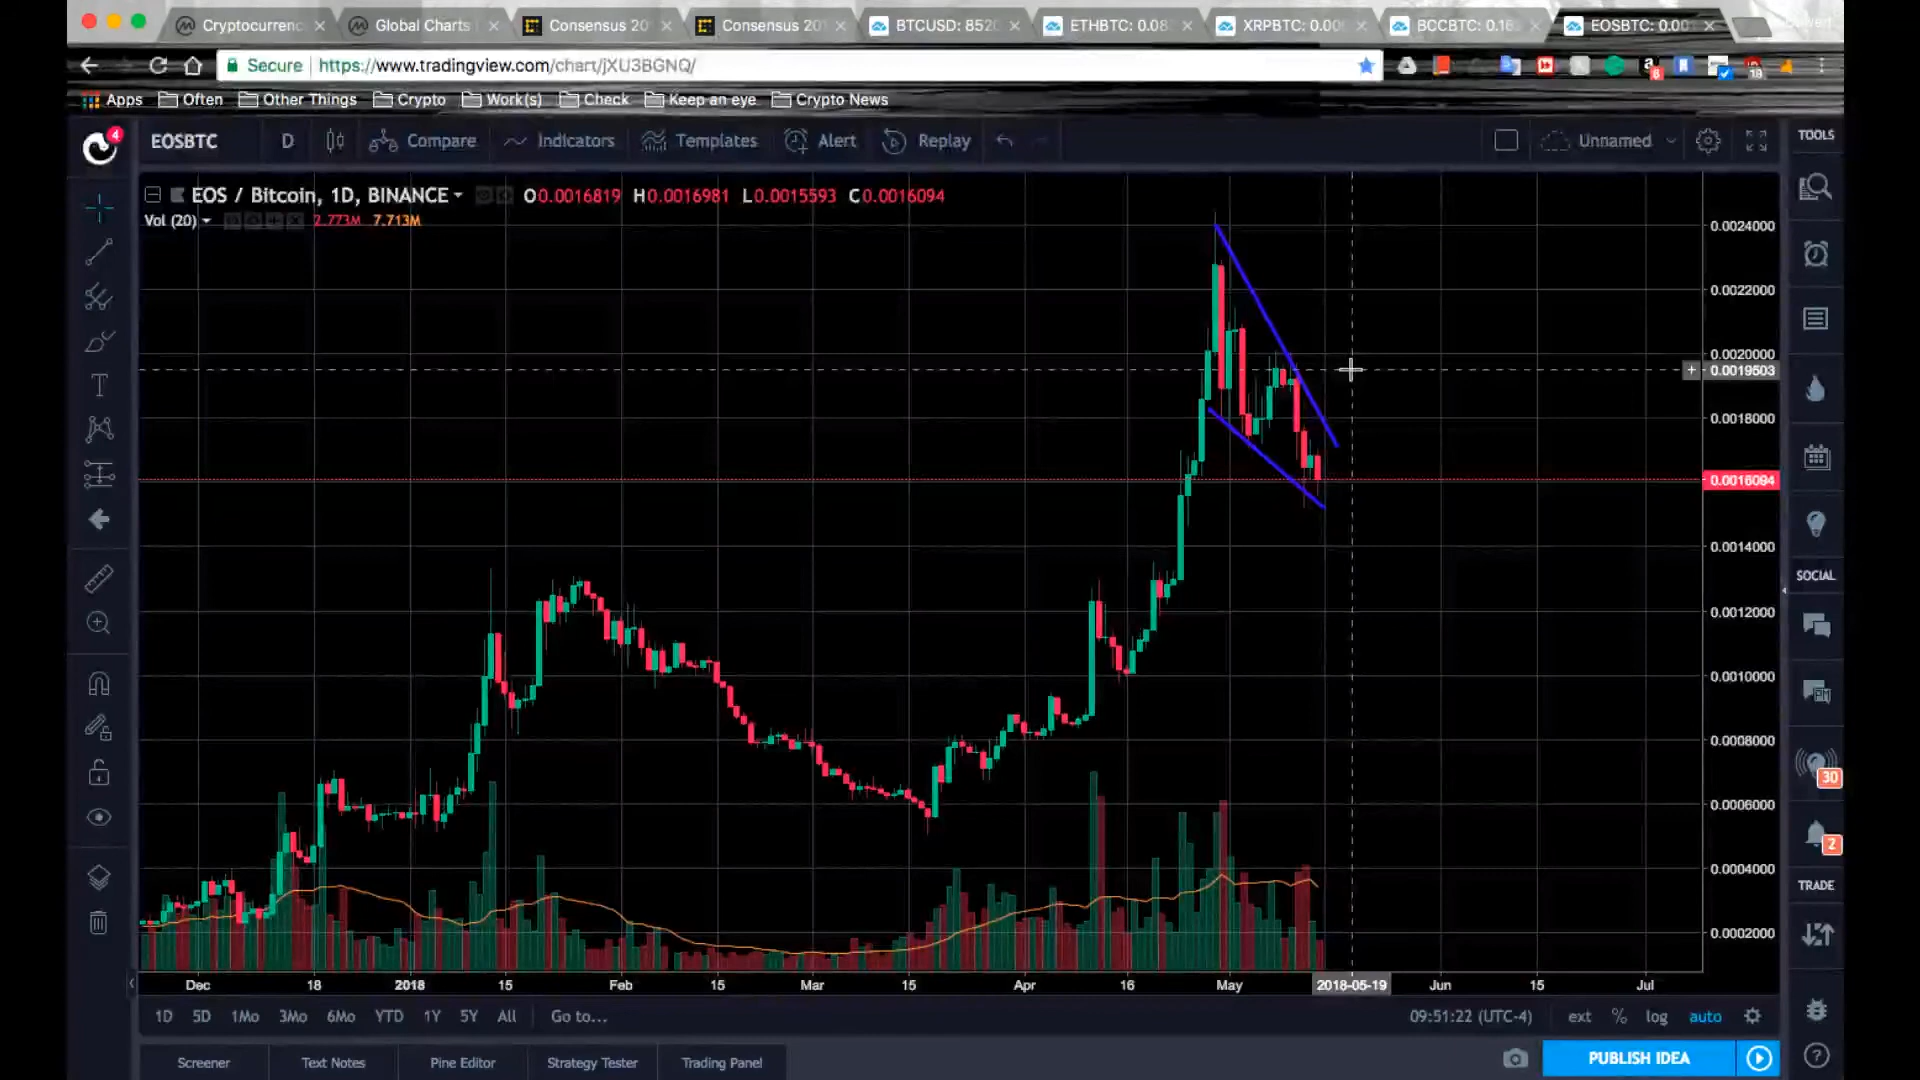 Cryptocurrenc Global Charts Consensus 20 Consensus 20 BTCUSD: 852 ETHBTC: 0.08 XRPBTC: 0.00 BCCBTC: 0.16 EOSBTC: 0.00
Secure https://www.tradingview.com/chart/jXU3BGNQ/
Apps Often Other Things Crypto Work(s) Check Keep an eye Crypto News
4 EOSBTC D Compare Indicators Templates Alert Replay Unnamed TOOLS
EOS / Bitcoin, 1D, BINANCE O0.0016819 H0.0016981 L0.0015593 C0.0016094
Vol (20) 2.773M 7.713M
0.0024000
0.0022000
0.0020000
0.0019503
0.0018000
0.0016094
0.0014000
SOCIAL
0.0012000
0.0010000
0.0008000
30
0.0006000
2
0.0004000
TRADE
0.0002000
Dec 18 2018 15 Feb 15 Mar 15 Apr 16 May 2018-05-19 Jun 15 Jul
1D 5D 1Mo 3Mo 6Mo YTD 1Y 5Y All Go to... 09:51:22 (UTC-4) ext % log auto
Screener Text Notes Pine Editor Strategy Tester Trading Panel PUBLISH IDEA